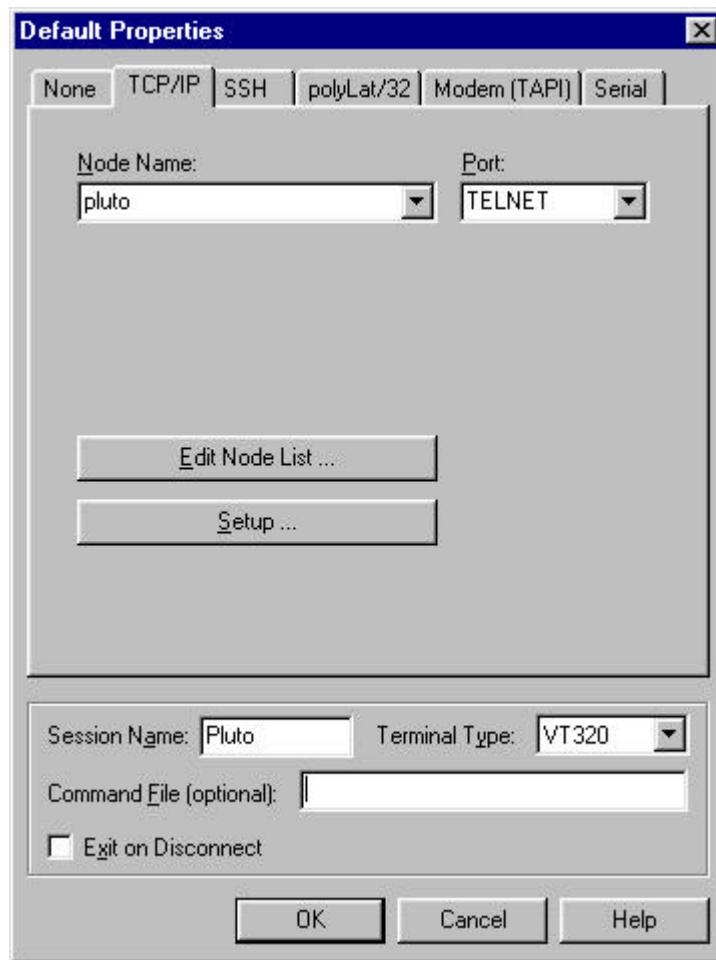 Default Properties
None TCP/IP SSH polyLat/32 Modem (TAPI) Serial
Node Name: Port:
pluto TELNET
Edit Node List ...
Setup ...
Session Name: Pluto Terminal Type: VT320
Command File (optional):
Exit on Disconnect
OK Cancel Help